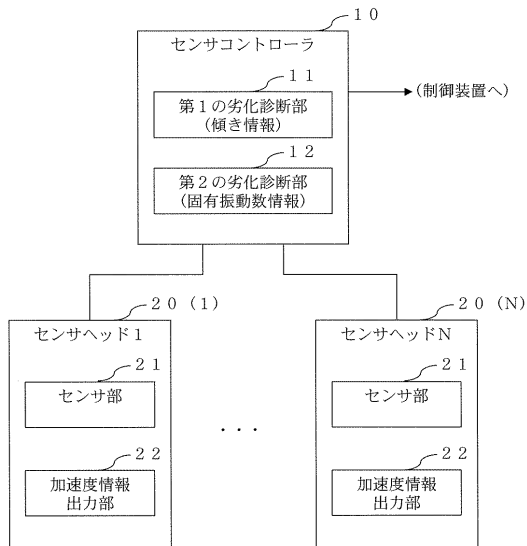 10
センサコントローラ
11
第1の劣化診断部
(傾き情報)
(制御装置へ)
12
第2の劣化診断部
(固有振動数情報)
20 (1)
センサヘッド1
21
センサ部
22
加速度情報
出力部
・・・
20 (N)
センサヘッドN
21
センサ部
22
加速度情報
出力部